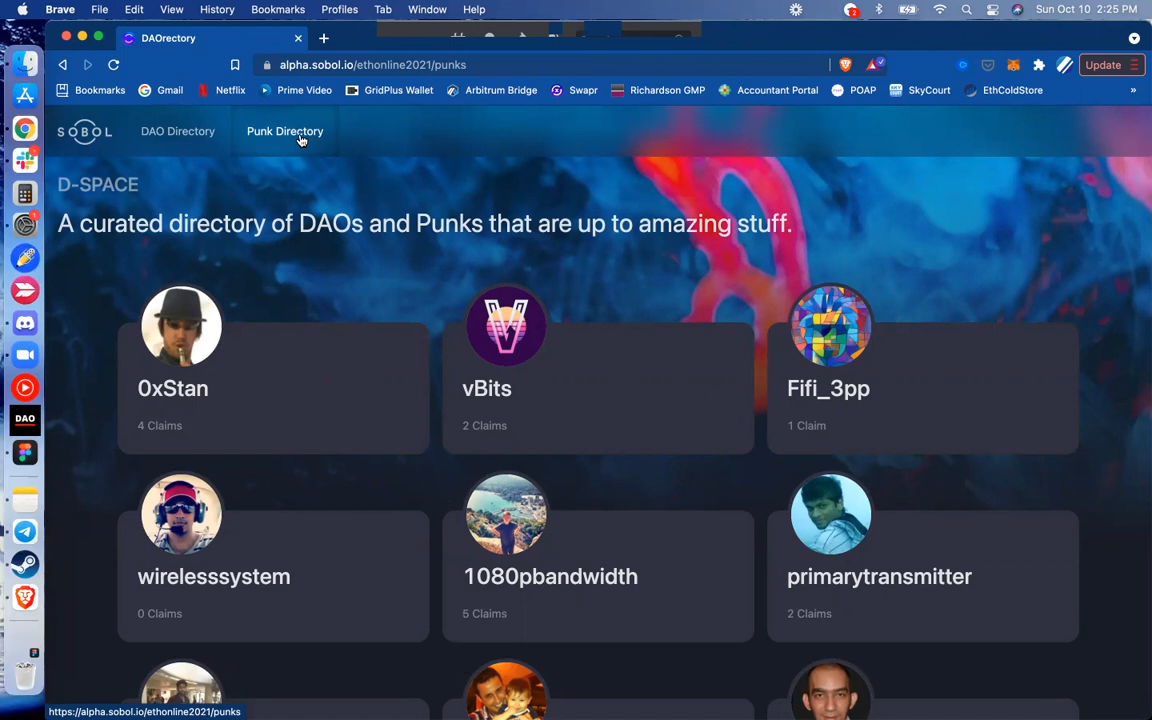 Brave File Edit View History Bookmarks Profiles Tab Window Help
2
Sun Oct 10 2:25 PM
DAOrectory
alpha.sobol.io/ethonline2021/punks
Update
Bookmarks Gmail Netflix Prime Video GridPlus Wallet Arbitrum Bridge Swapr Richardson GMP Accountant Portal POAP SkyCourt EthColdStore »
SOBOL DAO Directory Punk Directory
D-SPACE
A curated directory of DAOs and Punks that are up to amazing stuff.
0xStan
4 Claims
vBits
2 Claims
Fifi_3pp
1 Claim
wirelesssystem
0 Claims
1080pbandwidth
5 Claims
primarytransmitter
2 Claims
DAO
https://alpha.sobol.io/ethonline2021/punks